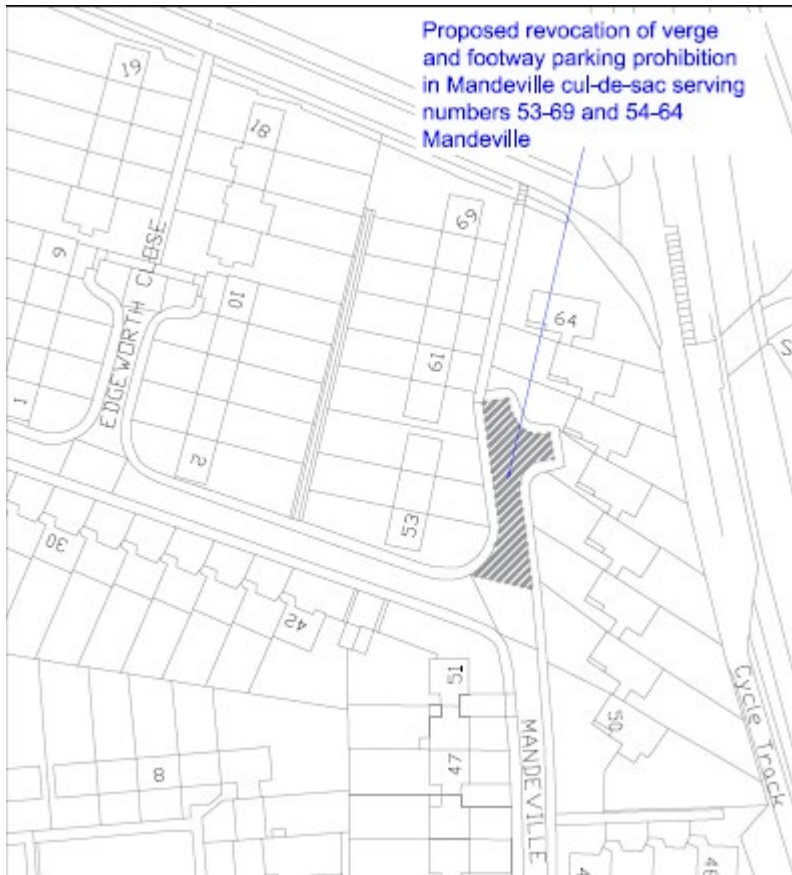 Proposed revocation of verge
and footway parking prohibition
in Mandeville cul-de-sac serving
numbers 53-69 and 54-64
Mandeville
19
18
69
9
EDGEWORTH CLOSE
10
64
61
1
2
53
30
42
51
50
Cycle Track
47
8
MANDEVILLE
48